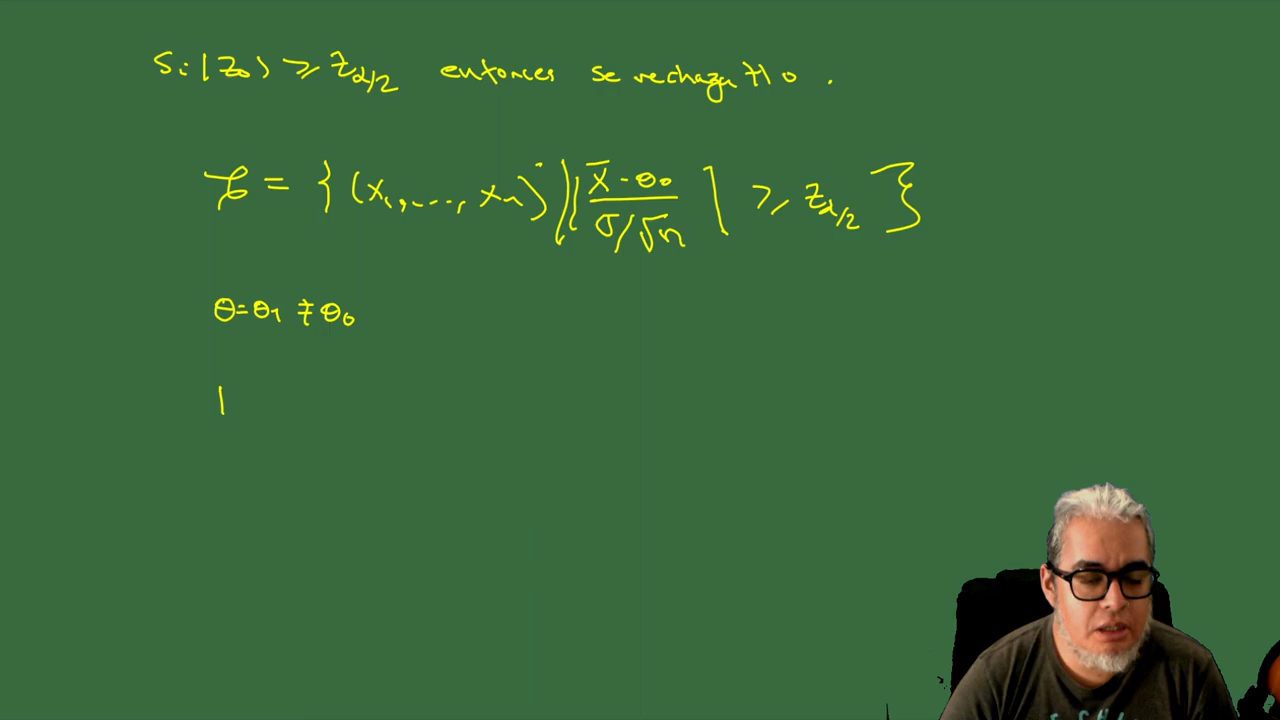 Si |Z₀| ≥ Z_{α/2} entonces se rechaza H0.
𝒞 = { (x₁, ..., xₙ) | | (x̄ - θ₀) / (σ/√n) | ≥ Z_{α/2} }
θ = θ₁ ≠ θ₀